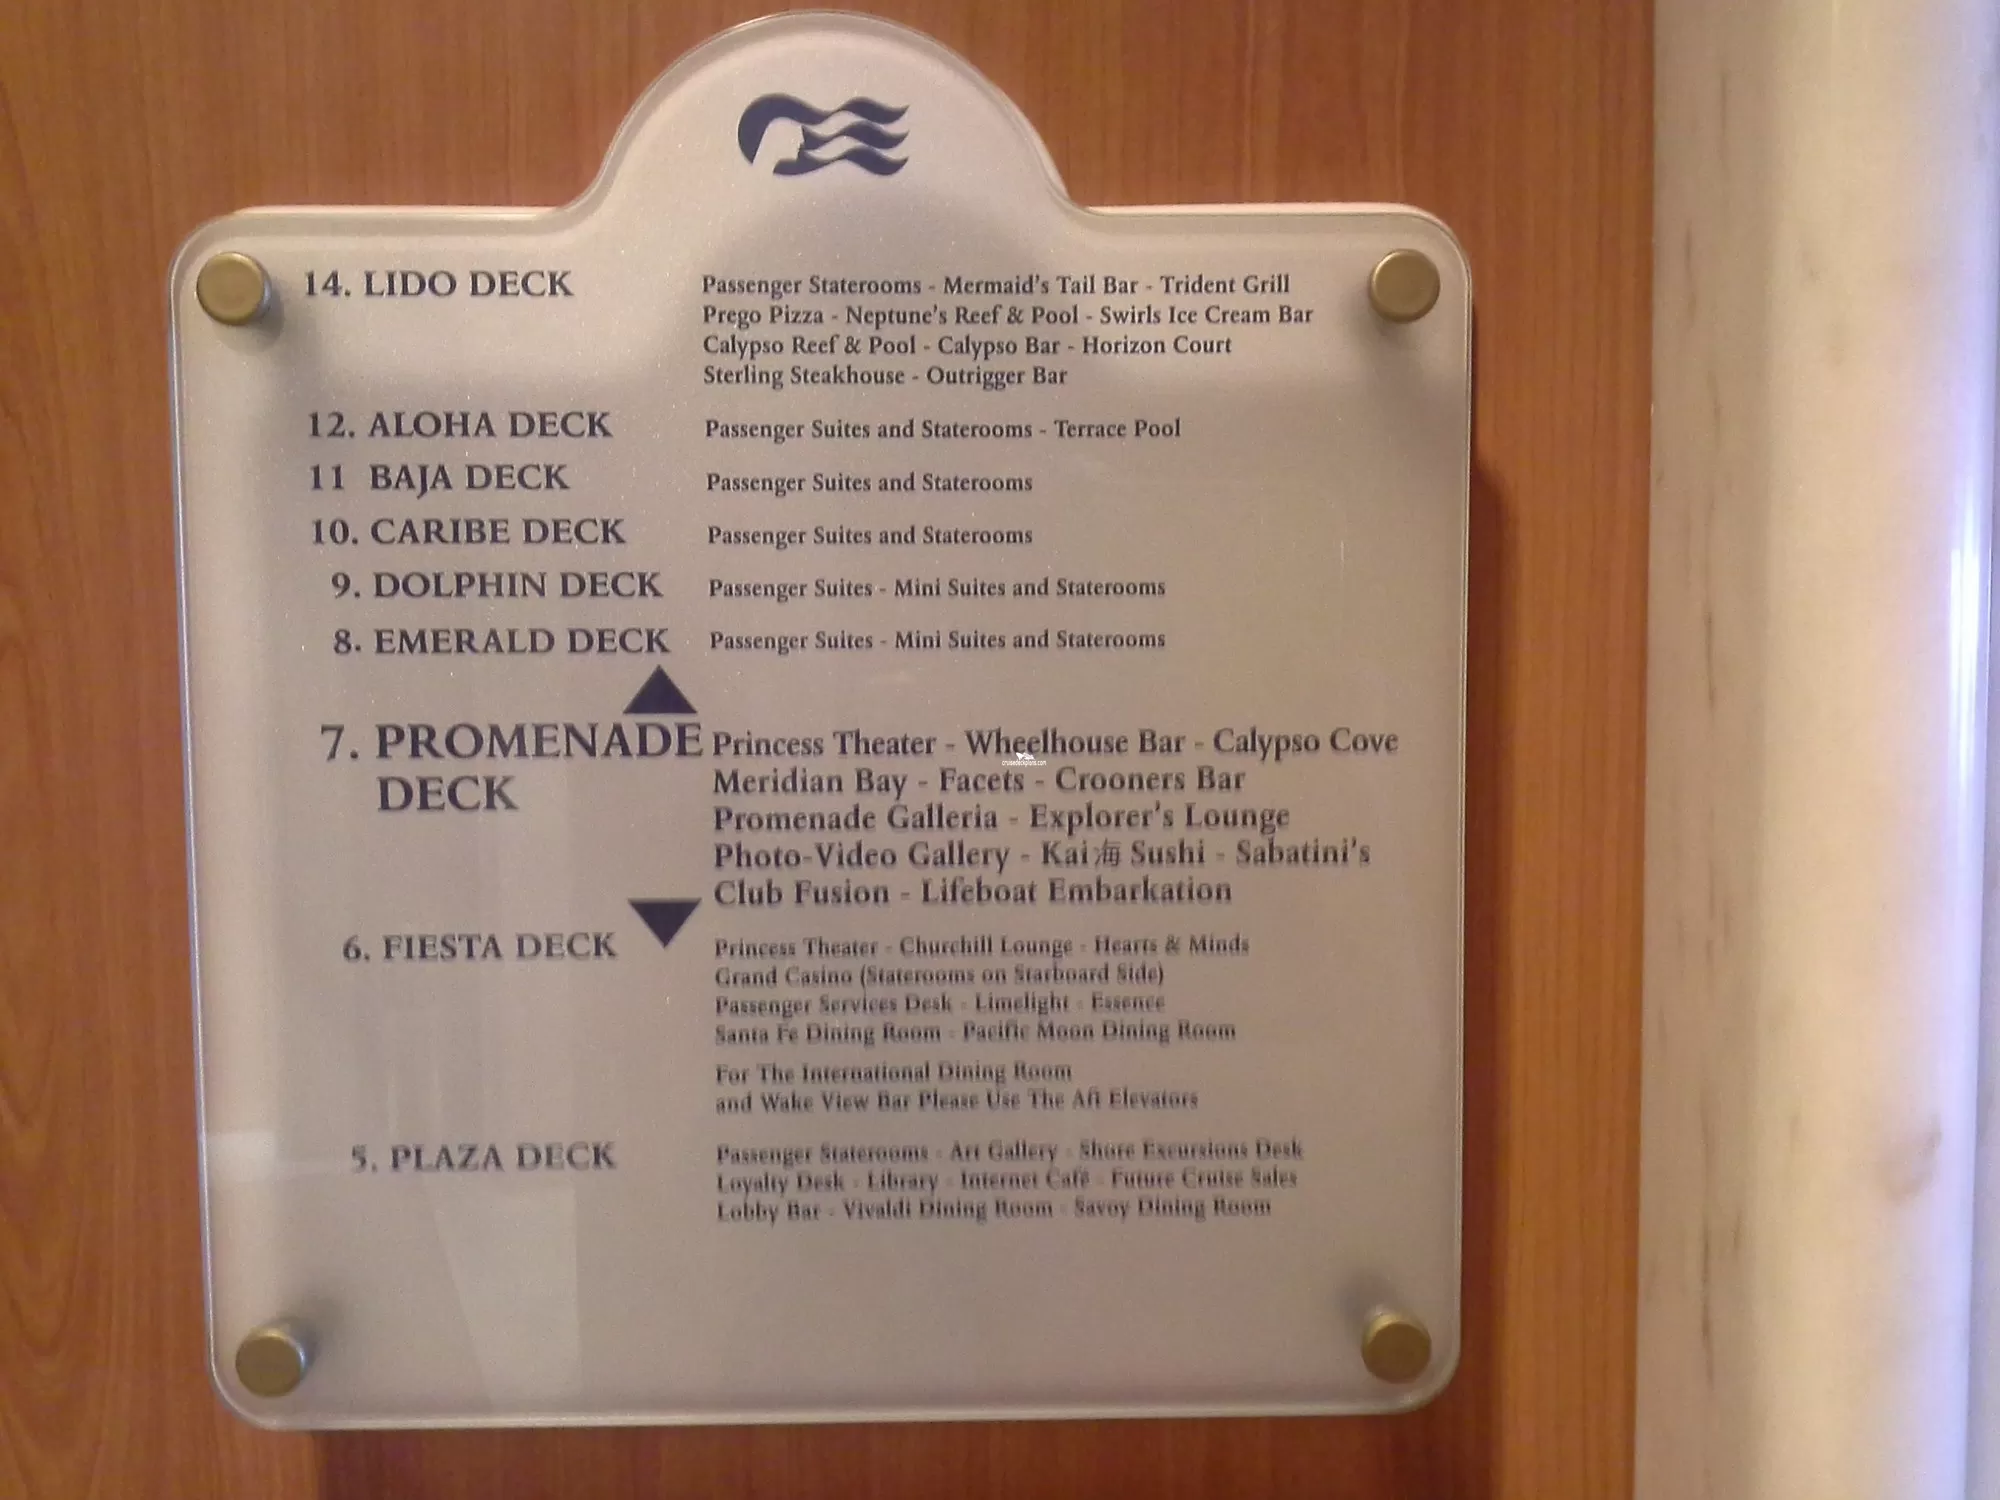 14. LIDO DECK Passenger Staterooms - Mermaid's Tail Bar - Trident Grill
Prego Pizza - Neptune's Reef & Pool - Swirls Ice Cream Bar
Calypso Reef & Pool - Calypso Bar - Horizon Court
Sterling Steakhouse - Outrigger Bar
12. ALOHA DECK Passenger Suites and Staterooms - Terrace Pool
11 BAJA DECK Passenger Suites and Staterooms
10. CARIBE DECK Passenger Suites and Staterooms
9. DOLPHIN DECK Passenger Suites - Mini Suites and Staterooms
8. EMERALD DECK Passenger Suites - Mini Suites and Staterooms
7. PROMENADE DECK Princess Theater - Wheelhouse Bar - Calypso Cove
cruisedeckplans.com
Meridian Bay - Facets - Crooners Bar
Promenade Galleria - Explorer's Lounge
Photo-Video Gallery - Kai海 Sushi - Sabatini's
Club Fusion - Lifeboat Embarkation
6. FIESTA DECK Princess Theater - Churchill Lounge - Hearts & Minds
Grand Casino (Staterooms on Starboard Side)
Passenger Services Desk - Limelight - Essence
Santa Fe Dining Room - Pacific Moon Dining Room
For The International Dining Room
and Wake View Bar Please Use The Aft Elevators
5. PLAZA DECK Passenger Staterooms - Art Gallery - Shore Excursions Desk
Loyalty Desk - Library - Internet Café - Future Cruise Sales
Lobby Bar - Vivaldi Dining Room - Savoy Dining Room